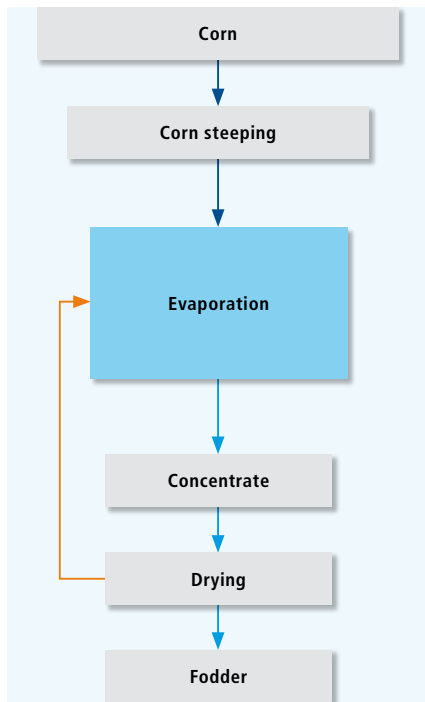 Corn
Corn steeping
Evaporation
Concentrate
Drying
Fodder